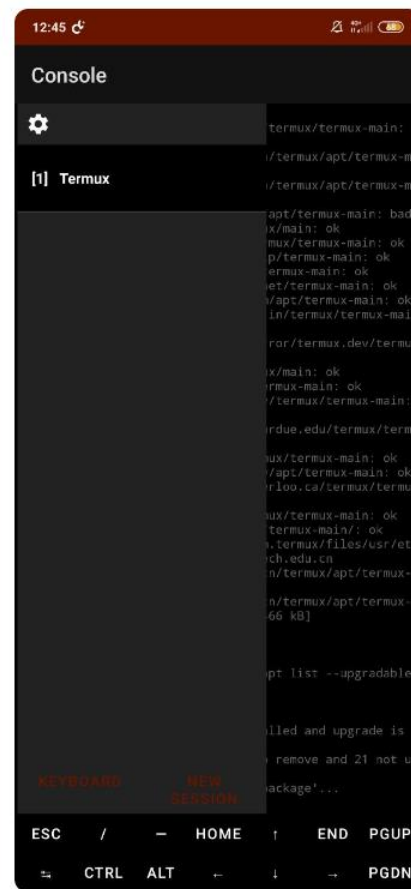 12:45
68
Console
termux/termux-main:
/termux/apt/termux-m
/termux/apt/termux-m
[1] Termux
apt/termux-main: bad
ux/main: ok
mux/termux-main: ok
p/termux-main: ok
ermux-main: ok
net/termux-main: ok
/apt/termux-main: ok
in/termux/termux-mai
ror/termux.dev/termu
ux/main: ok
rmux-main: ok
/termux/termux-main:
rdue.edu/termux/term
mux/termux-main: ok
/apt/termux-main: ok
rloo.ca/termux/termu
mux/termux-main: ok
termux-main/: ok
.termux/files/usr/et
ch.edu.cn
n/termux/apt/termux-
n/termux/apt/termux-
66 kB]
pt list --upgradable
lled and upgrade is
remove and 21 not u
package'...
KEYBOARD
NEW SESSION
ESC / — HOME ↑ END PGUP
⇆ CTRL ALT ← ↓ → PGDN